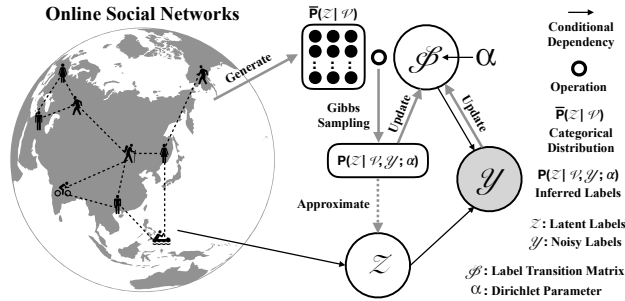 Online Social Networks
P̅(𝒵 | 𝒱)
Generate
𝒫
α
Gibbs
Sampling
Update
Update
P(𝒵 | 𝒱, 𝒴; α)
Approximate
𝒴
𝒵
Conditional
Dependency
Operation
P̅(𝒵 | 𝒱)
Categorical
Distribution
P(𝒵 | 𝒱, 𝒴; α)
Inferred Labels
𝒵 : Latent Labels
𝒴 : Noisy Labels
𝒫 : Label Transition Matrix
α : Dirichlet Parameter